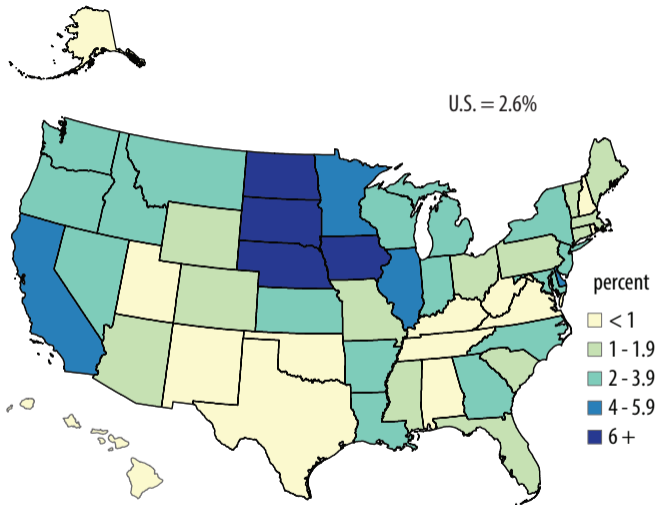 U.S. = 2.6%
percent
< 1
1 - 1.9
2 - 3.9
4 - 5.9
6 +